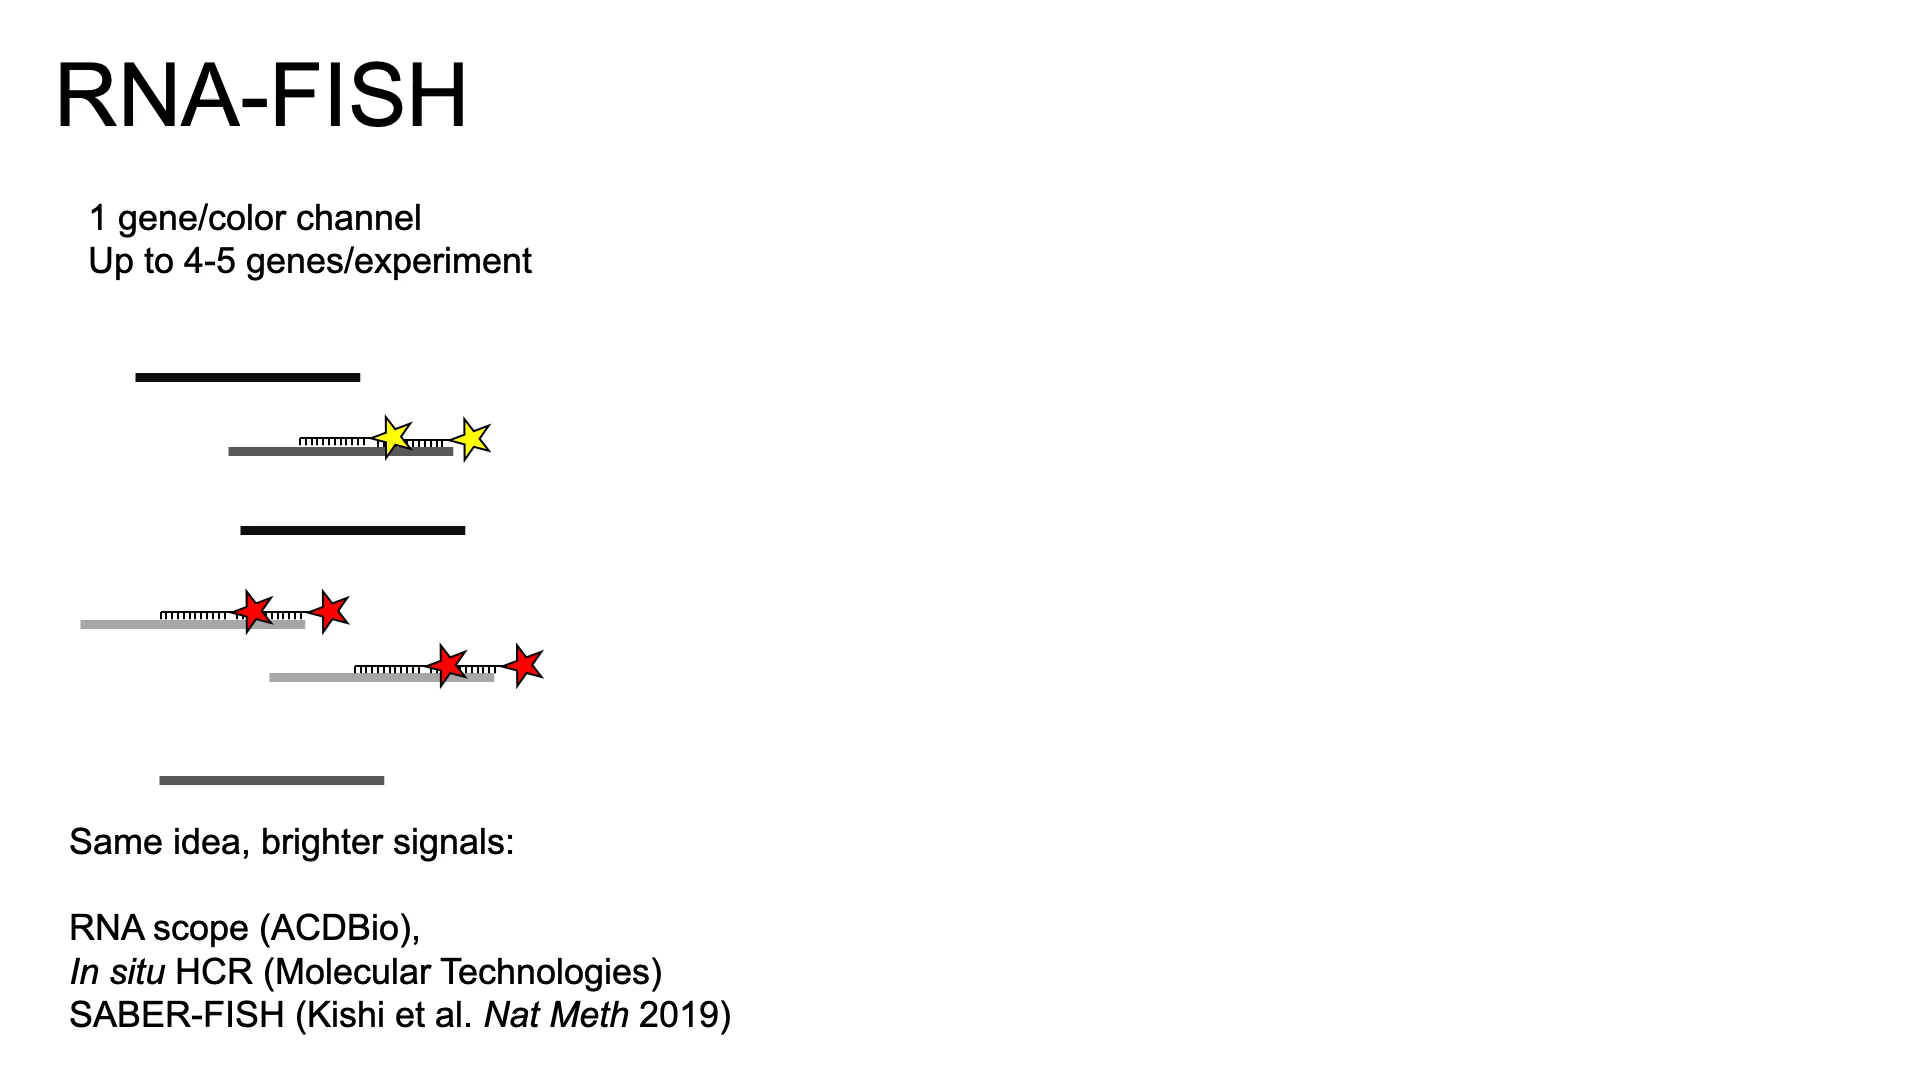 RNA-FISH
1 gene/color channel
Up to 4-5 genes/experiment
Same idea, brighter signals:
RNA scope (ACDBio),
In situ HCR (Molecular Technologies)
SABER-FISH (Kishi et al. Nat Meth 2019)